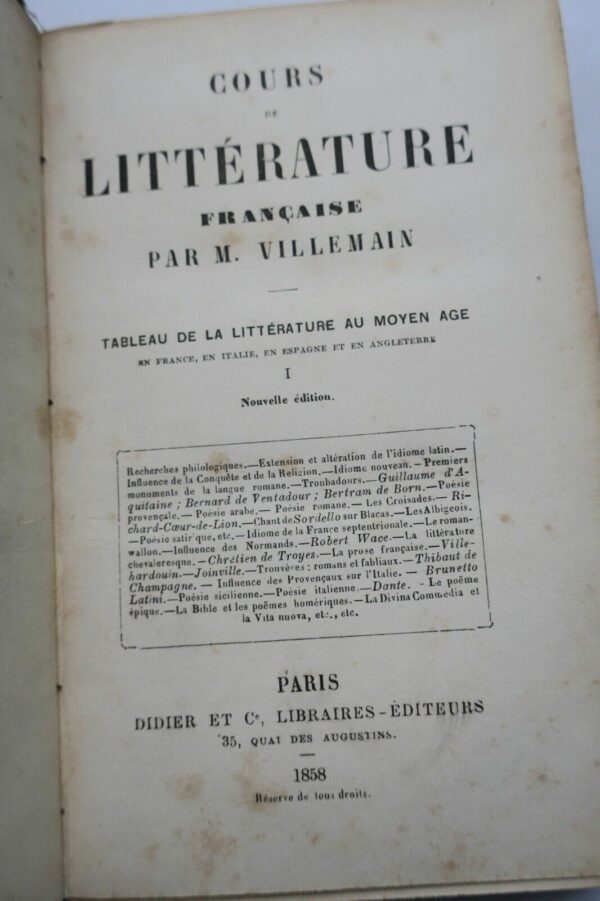 COURS
DE
LITTÉRATURE
FRANÇAISE
PAR M. VILLEMAIN
TABLEAU DE LA LITTÉRATURE AU MOYEN AGE
EN FRANCE, EN ITALIE, EN ESPAGNE ET EN ANGLETERRE
I
Nouvelle édition.
Recherches philologiques.—Extension et altération de l'idiome latin.—
Influence de la Conquête et de la Religion.—Idiome nouveau. - Premiers
monuments de la langue romane.—Troubadours.—Guillaume d'A-
quitaine ; Bernard de Ventadour ; Bertram de Born.—Poésie
provençale.— Poésie arabe.— Poésie romane.— Les Croisades.— Ri-
chard-Cœur-de-Lion.—Chant de Sordello sur Blacas.—Les Albigeois.
—Poésie satirique, etc.—Idiome de la France septentrionale.—Le roman-
wallon.—Influence des Normands.—Robert Wace.—La littérature
chevaleresque.— Chrétien de Troyes.—La prose française.—Ville-
hardouin.—Joinville.—Trouvères; romans et fabliaux.—Thibaut de
Champagne. — Influence des Provençaux sur l'Italie. — Brunetto
Latini.—Poésie sicilienne.—Poésie italienne.—Dante. - Le poëme
épique.—La Bible et les poëmes homériques.—La Divina Commedia et
la Vita nuova, etc., etc.
PARIS
DIDIER ET Cᵉ, LIBRAIRES-ÉDITEURS
35, QUAI DES AUGUSTINS.
1858
Réserve de tous droits.